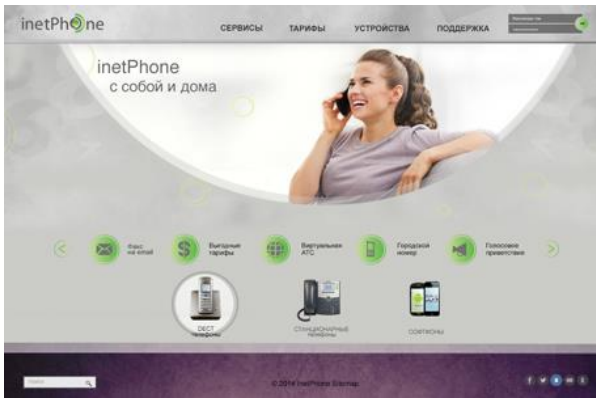 inetPhone
СЕРВИСЫ ТАРИФЫ УСТРОЙСТВА ПОДДЕРЖКА
inetPhone
с собой и дома
Факс
на email
Выгодные
тарифы
Виртуальная
АТС
Городской
номер
Голосовое
приветствие
DECT
телефоны
СТАЦИОНАРНЫЕ
телефоны
СОФТФОНЫ
© 2014 InetPhone Sitemap